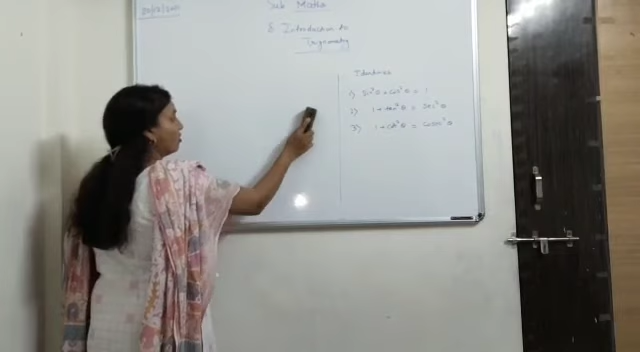 Sub Maths
8 Introduction to
Trigonometry
Identities
1) Sin²θ + Cos²θ = 1
2) 1 + tan²θ = Sec²θ
3) 1 + cot²θ = Cosec²θ